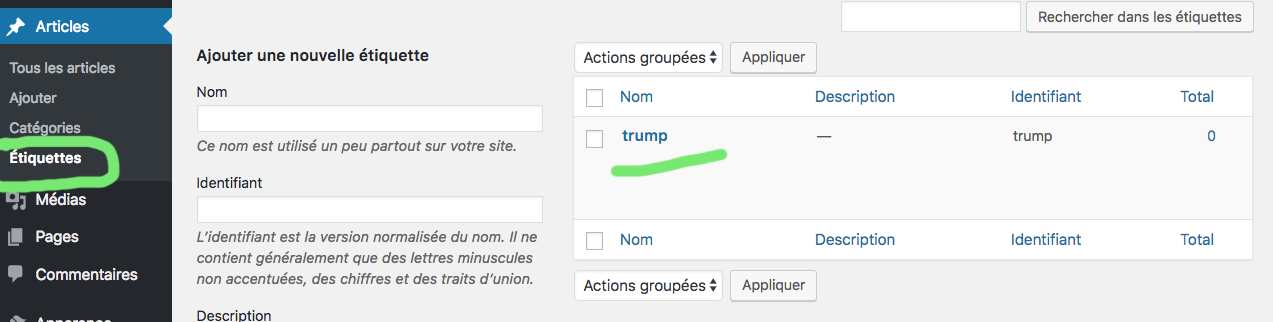 Articles
Tous les articles
Ajouter
Catégories
Étiquettes
Médias
Pages
Commentaires
Apparence
Ajouter une nouvelle étiquette
Nom
Ce nom est utilisé un peu partout sur votre site.
Identifiant
L’identifiant est la version normalisée du nom. Il ne
contient généralement que des lettres minuscules
non accentuées, des chiffres et des traits d’union.
Description
Rechercher dans les étiquettes
Actions groupées Appliquer
Nom Description Identifiant Total
trump — trump 0
Nom Description Identifiant Total
Actions groupées Appliquer